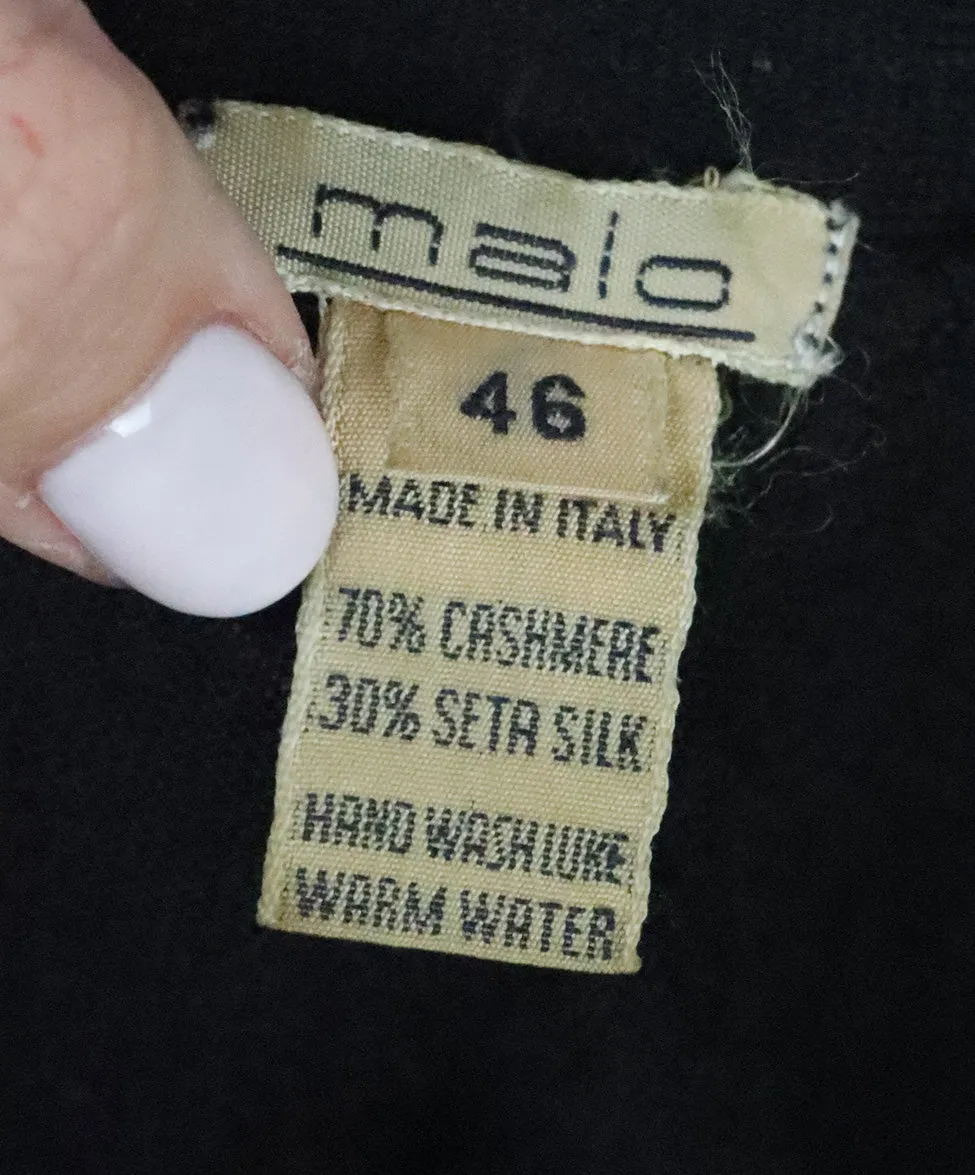 malo
46
MADE IN ITALY
70% CASHMERE
30% SETA SILK
HAND WASH LUKE
WARM WATER